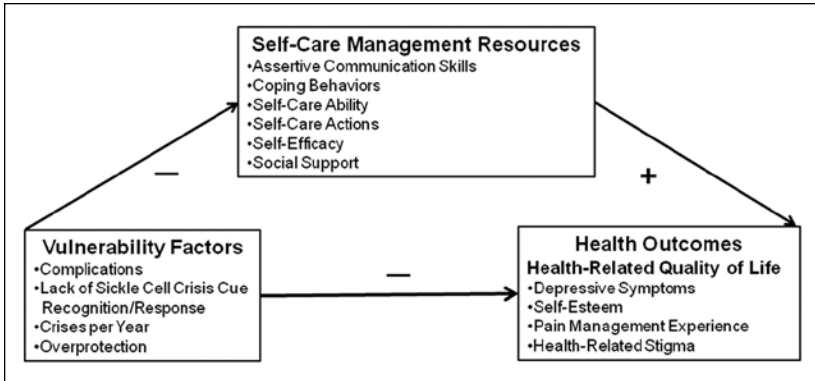 Self-Care Management Resources
•Assertive Communication Skills
•Coping Behaviors
•Self-Care Ability
•Self-Care Actions
•Self-Efficacy
•Social Support
—
+
Vulnerability Factors
•Complications
•Lack of Sickle Cell Crisis Cue
Recognition/Response
•Crises per Year
•Overprotection
—
Health Outcomes
Health-Related Quality of Life
•Depressive Symptoms
•Self-Esteem
•Pain Management Experience
•Health-Related Stigma